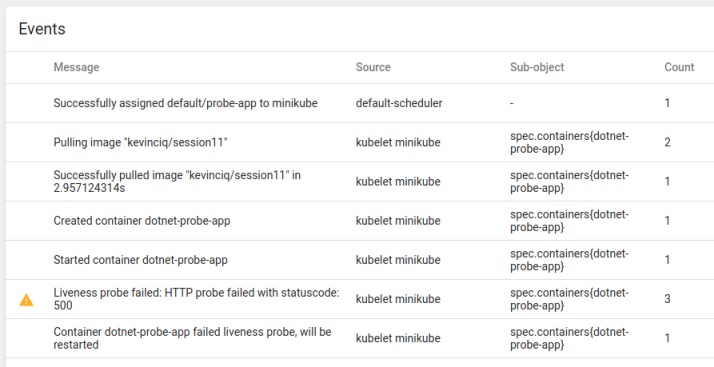 Events
Message Source Sub-object Count
Successfully assigned default/probe-app to minikube default-scheduler - 1
Pulling image "kevinciq/session11" kubelet minikube spec.containers{dotnet-
probe-app} 2
Successfully pulled image "kevinciq/session11" in
2.957124314s kubelet minikube spec.containers{dotnet-
probe-app} 1
Created container dotnet-probe-app kubelet minikube spec.containers{dotnet-
probe-app} 1
Started container dotnet-probe-app kubelet minikube spec.containers{dotnet-
probe-app} 1
Liveness probe failed: HTTP probe failed with statuscode:
500 kubelet minikube spec.containers{dotnet-
probe-app} 3
Container dotnet-probe-app failed liveness probe, will be
restarted kubelet minikube spec.containers{dotnet-
probe-app} 1